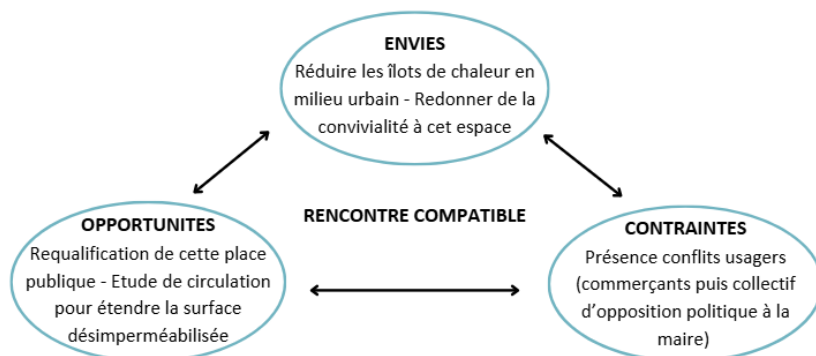 ENVIES
Réduire les îlots de chaleur en
milieu urbain - Redonner de la
convivialité à cet espace
OPPORTUNITES
Requalification de cette place
publique - Etude de circulation
pour étendre la surface
désimperméabilisée
RENCONTRE COMPATIBLE
CONTRAINTES
Présence conflits usagers
(commerçants puis collectif
d'opposition politique à la
maire)